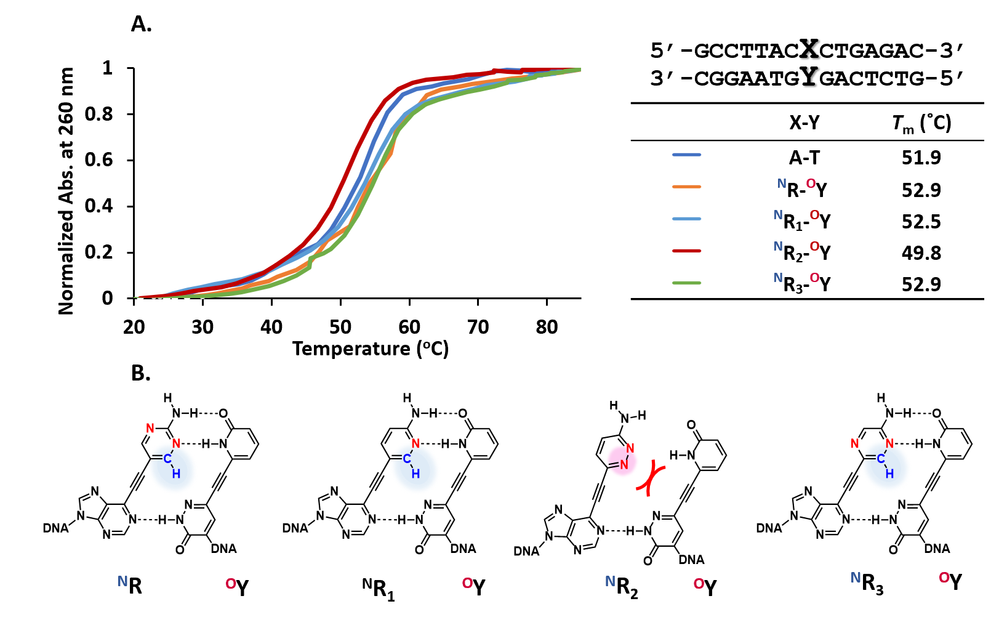 A.
5′-GCCTTACXCTGAGAC-3′
3′-CGGAATGYGACTCTG-5′
X-Y Tm (°C)
A-T 51.9
NR-OY 52.9
NR1-OY 52.5
NR2-OY 49.8
NR3-OY 52.9
Normalized Abs. at 260 nm
1
0.8
0.6
0.4
0.2
0
20 30 40 50 60 70 80
Temperature (oC)
B.
H
N-H O
N
N H-N
C
H
N
N
N H-N
N
N
DNA
O DNA
NR OY
H
N-H O
N H-N
C
H
N
N
N H-N
N
N
DNA
O DNA
NR1 OY
H
N-H
O
N
N
H-N
N
N
N H-N
N
N
DNA
O DNA
NR2 OY
H
N-H O
N
N H-N
C
H
N
N
N H-N
N
N
DNA
O DNA
NR3 OY